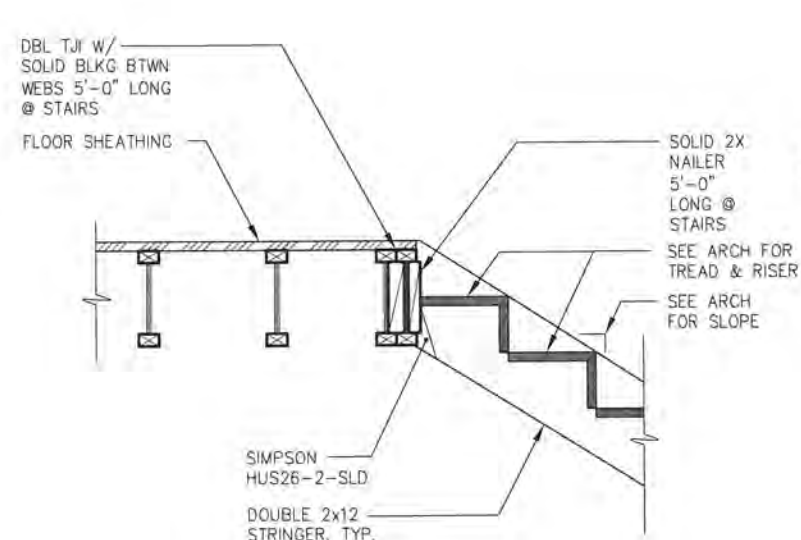 DBL TJI W/
SOLID BLKG BTWN
WEBS 5'-0" LONG
@ STAIRS
FLOOR SHEATHING
SOLID 2X
NAILER
5'-0"
LONG @
STAIRS
SEE ARCH FOR
TREAD & RISER
SEE ARCH
FOR SLOPE
SIMPSON
HUS26-2-SLD
DOUBLE 2x12
STRINGER, TYP.